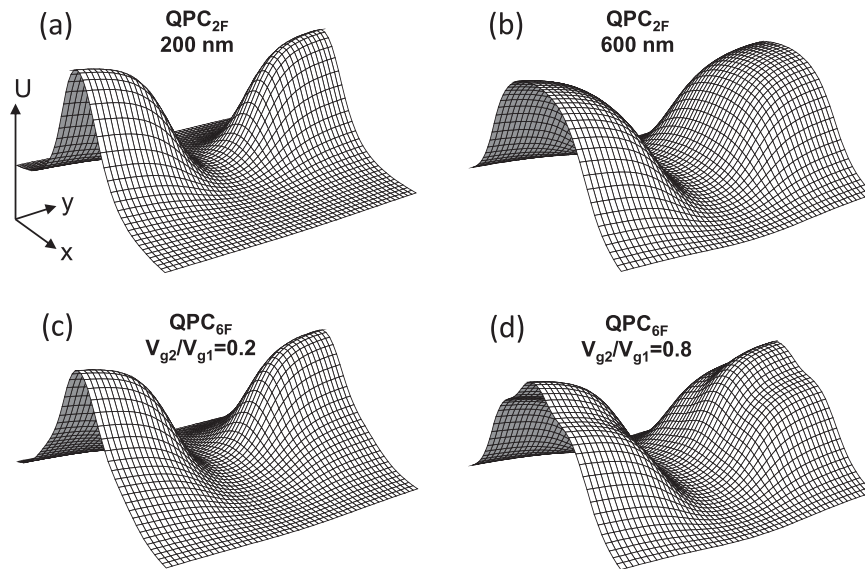 (a)
QPC2F
200 nm
U
y
x
(b)
QPC2F
600 nm
(c)
QPC6F
Vg2/Vg1=0.2
(d)
QPC6F
Vg2/Vg1=0.8